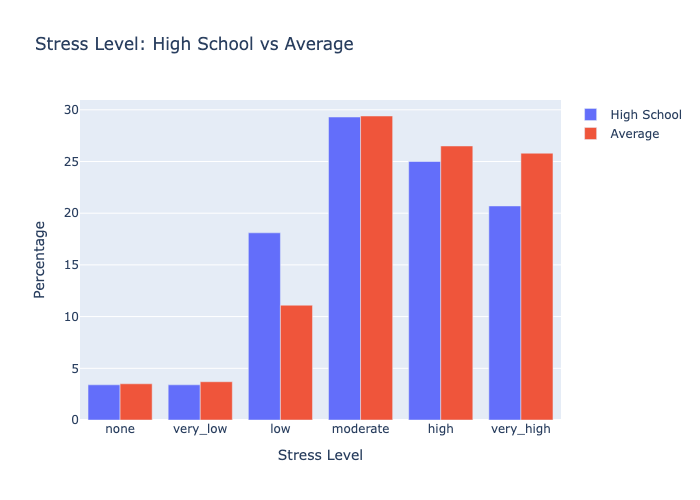 Stress Level: High School vs Average
High School
Average
30
25
20
15
10
5
0
Percentage
none very_low low moderate high very_high
Stress Level